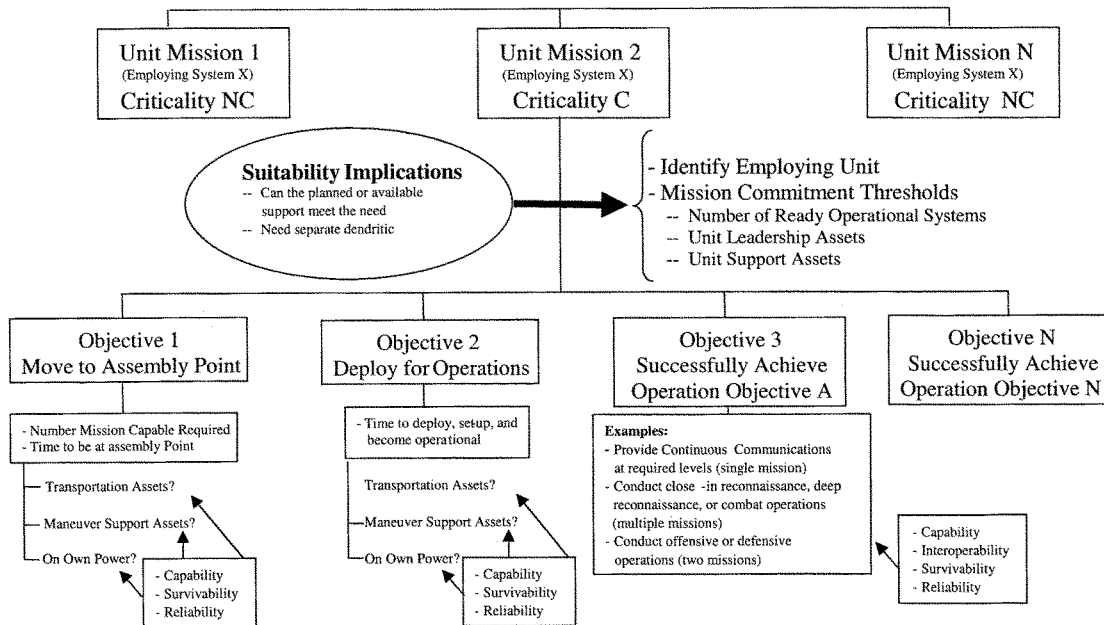 Unit Mission 1
(Employing System X)
Criticality NC
Unit Mission 2
(Employing System X)
Criticality C
Unit Mission N
(Employing System X)
Criticality NC
Suitability Implications
-- Can the planned or available
support meet the need
-- Need separate dendritic
- Identify Employing Unit
- Mission Commitment Thresholds
-- Number of Ready Operational Systems
-- Unit Leadership Assets
-- Unit Support Assets
Objective 1
Move to Assembly Point
- Number Mission Capable Required
- Time to be at assembly Point
Transportation Assets?
Maneuver Support Assets?
On Own Power?
- Capability
- Survivability
- Reliability
Objective 2
Deploy for Operations
- Time to deploy, setup, and
become operational
Transportation Assets?
Maneuver Support Assets?
On Own Power?
- Capability
- Survivability
- Reliability
Objective 3
Successfully Achieve
Operation Objective A
Examples:
- Provide Continuous Communications
at required levels (single mission)
- Conduct close -in reconnaissance, deep
reconnaissance, or combat operations
(multiple missions)
- Conduct offensive or defensive
operations (two missions)
- Capability
- Interoperability
- Survivability
- Reliability
Objective N
Successfully Achieve
Operation Objective N